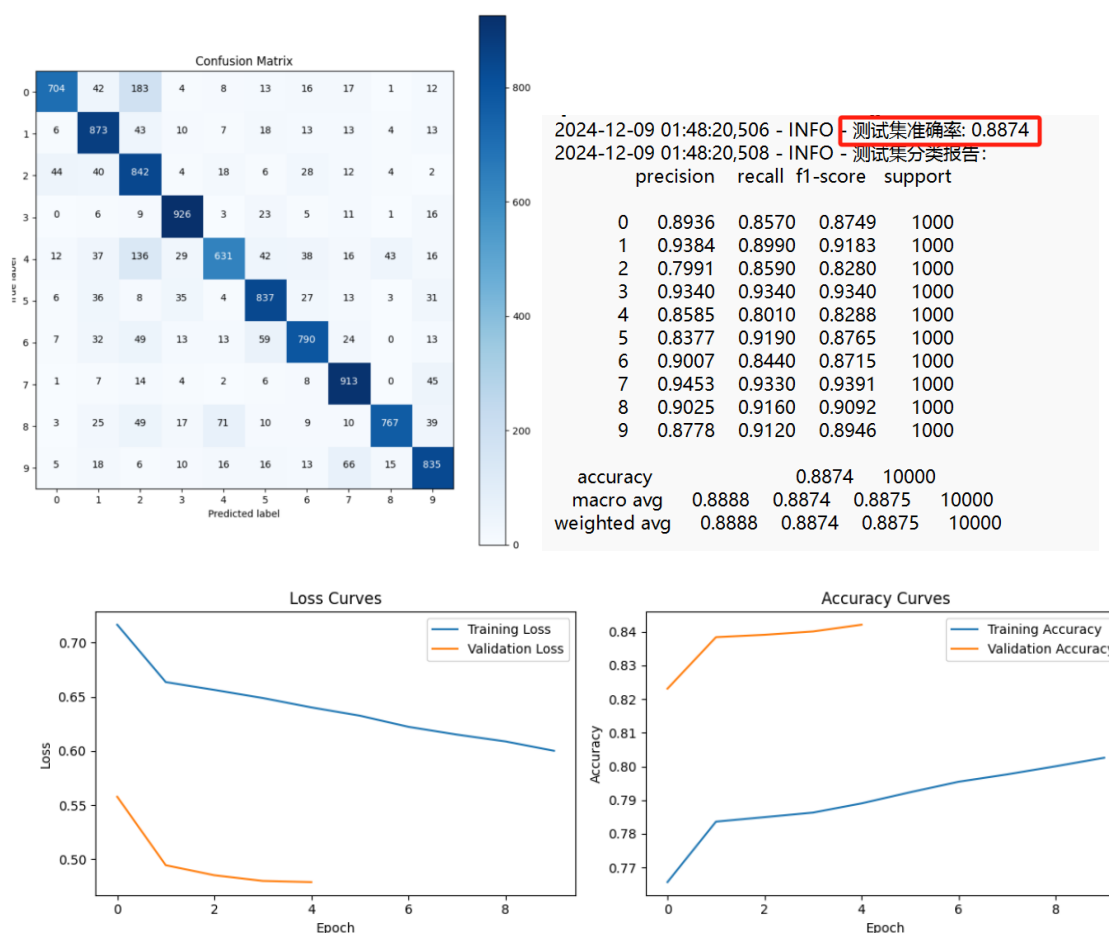 Confusion Matrix
0 704 42 183 4 8 13 16 17 1 12
1 6 873 43 10 7 18 13 13 4 13
2 44 40 842 4 18 6 28 12 4 2
3 0 6 9 926 3 23 5 11 1 16
4 12 37 136 29 631 42 38 16 43 16
5 6 36 8 35 4 837 27 13 3 31
6 7 32 49 13 13 59 790 24 0 13
7 1 7 14 4 2 6 8 913 0 45
8 3 25 49 17 71 10 9 10 767 39
9 5 18 6 10 16 16 13 66 15 835
0 1 2 3 4 5 6 7 8 9
Predicted label
800
600
400
200
0
2024-12-09 01:48:20,506 - INFO - 测试集准确率: 0.8874
2024-12-09 01:48:20,508 - INFO - 测试集分类报告:
precision recall f1-score support
0 0.8936 0.8570 0.8749 1000
1 0.9384 0.8990 0.9183 1000
2 0.7991 0.8590 0.8280 1000
3 0.9340 0.9340 0.9340 1000
4 0.8585 0.8010 0.8288 1000
5 0.8377 0.9190 0.8765 1000
6 0.9007 0.8440 0.8715 1000
7 0.9453 0.9330 0.9391 1000
8 0.9025 0.9160 0.9092 1000
9 0.8778 0.9120 0.8946 1000
accuracy 0.8874 10000
macro avg 0.8888 0.8874 0.8875 10000
weighted avg 0.8888 0.8874 0.8875 10000
Loss Curves
Training Loss
Validation Loss
Loss
0.70
0.65
0.60
0.55
0.50
0 2 4 6 8
Epoch
Accuracy Curves
Training Accuracy
Validation Accuracy
Accuracy
0.84
0.83
0.82
0.81
0.80
0.79
0.78
0.77
0 2 4 6 8
Epoch